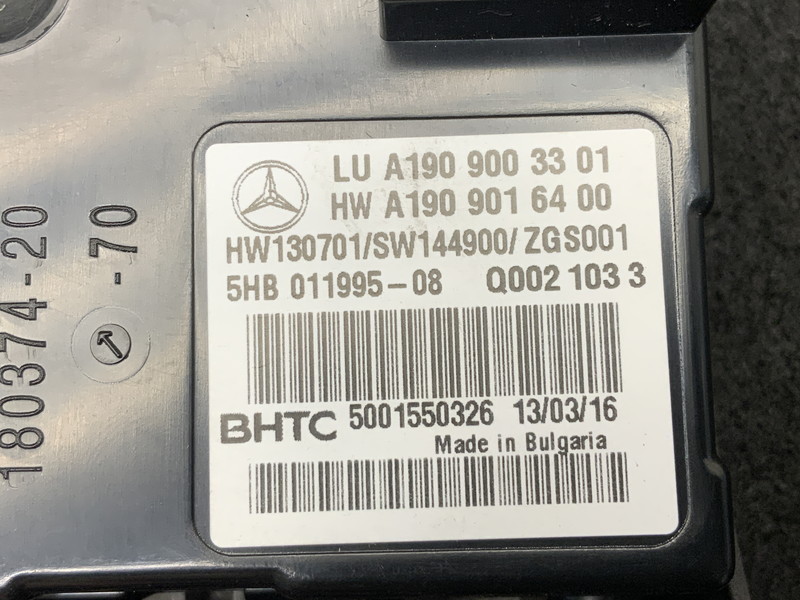 LU A190 900 33 01
HW A190 901 64 00
HW130701/SW144900/ZGS001
5HB 011995-08 Q002 103 3
BHTC 5001550326 13/03/16
Made in Bulgaria
180374-20
-70